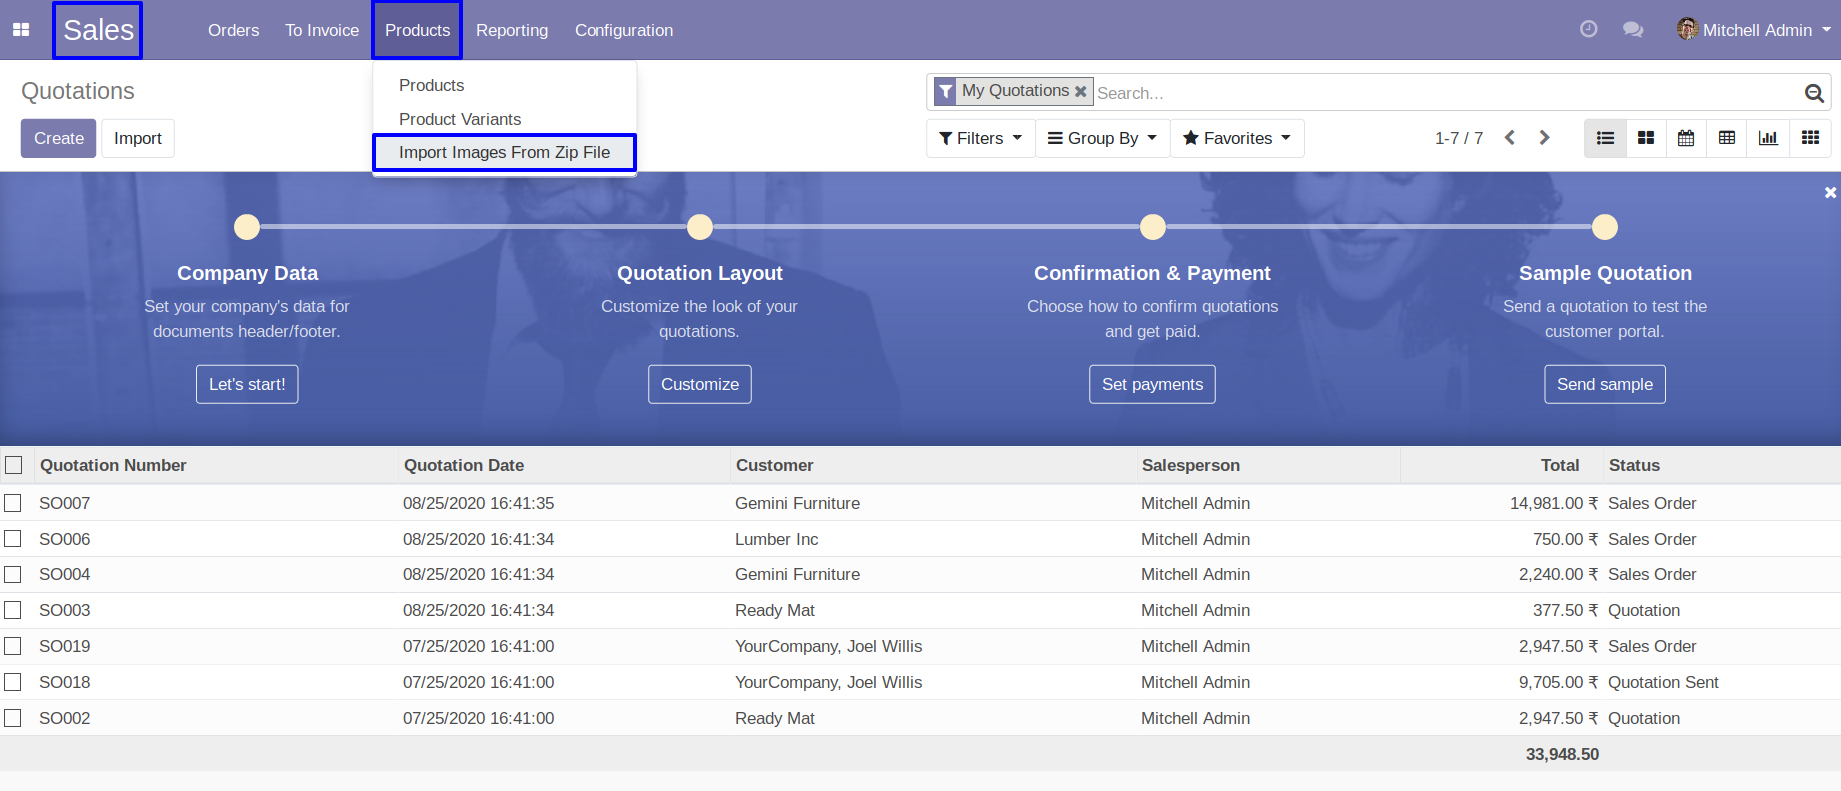 Sales Orders To Invoice Products Reporting Configuration Mitchell Admin
Products
Product Variants
Import Images From Zip File
Quotations
My Quotations Search...
Create Import
Filters Group By Favorites 1-7 / 7
Company Data
Set your company's data for
documents header/footer.
Let's start!
Quotation Layout
Customize the look of your
quotations.
Customize
Confirmation & Payment
Choose how to confirm quotations
and get paid.
Set payments
Sample Quotation
Send a quotation to test the
customer portal.
Send sample
Quotation Number Quotation Date Customer Salesperson Total Status
SO007 08/25/2020 16:41:35 Gemini Furniture Mitchell Admin 14,981.00 ₹ Sales Order
SO006 08/25/2020 16:41:34 Lumber Inc Mitchell Admin 750.00 ₹ Sales Order
SO004 08/25/2020 16:41:34 Gemini Furniture Mitchell Admin 2,240.00 ₹ Sales Order
SO003 08/25/2020 16:41:34 Ready Mat Mitchell Admin 377.50 ₹ Quotation
SO019 07/25/2020 16:41:00 YourCompany, Joel Willis Mitchell Admin 2,947.50 ₹ Sales Order
SO018 07/25/2020 16:41:00 YourCompany, Joel Willis Mitchell Admin 9,705.00 ₹ Quotation Sent
SO002 07/25/2020 16:41:00 Ready Mat Mitchell Admin 2,947.50 ₹ Quotation
33,948.50